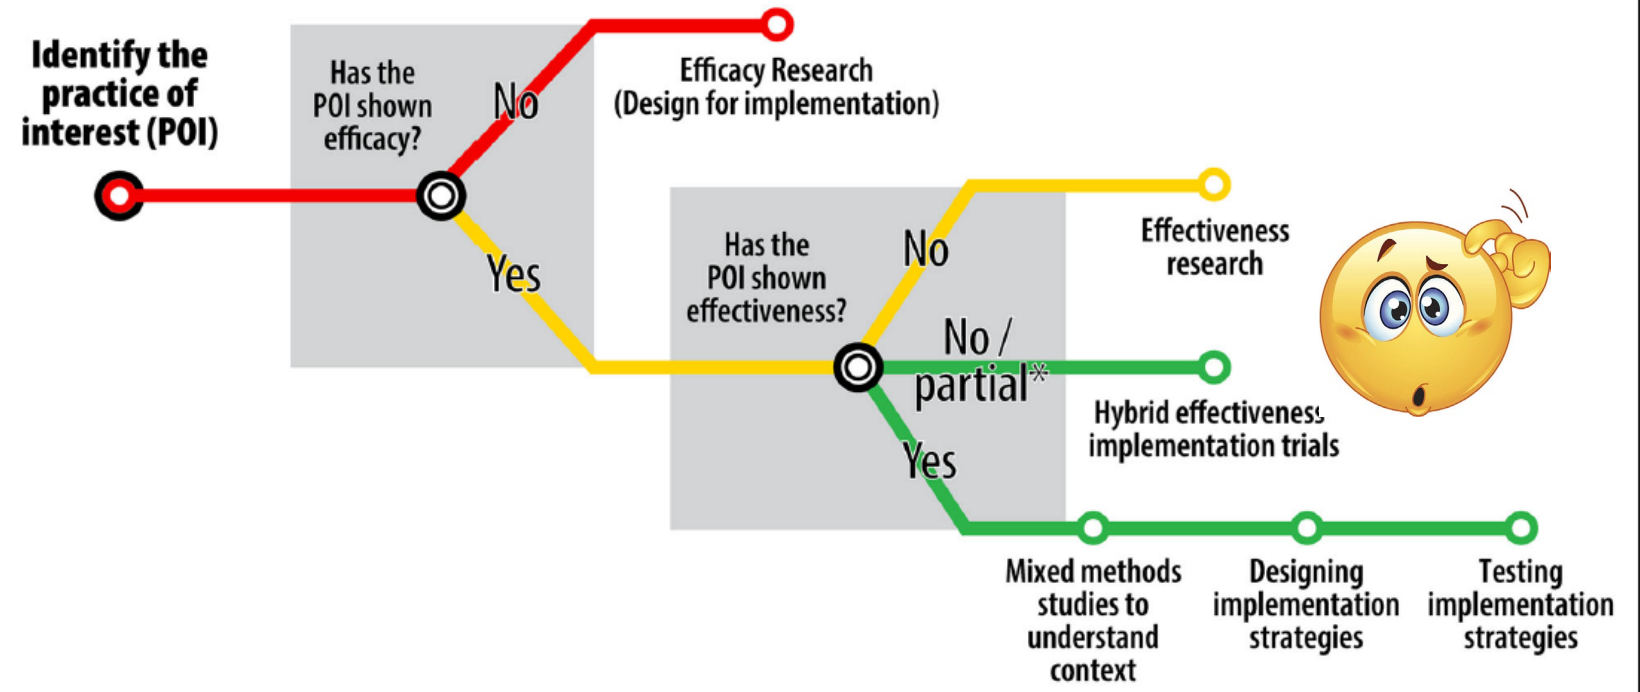 Identify the
practice of
interest (POI)
Has the
POI shown
efficacy?
No
Yes
Efficacy Research
(Design for implementation)
Has the
POI shown
effectiveness?
No
No /
partial*
Yes
Effectiveness
research
Hybrid effectiveness
implementation trials
Mixed methods
studies to
understand
context
Designing
implementation
strategies
Testing
implementation
strategies